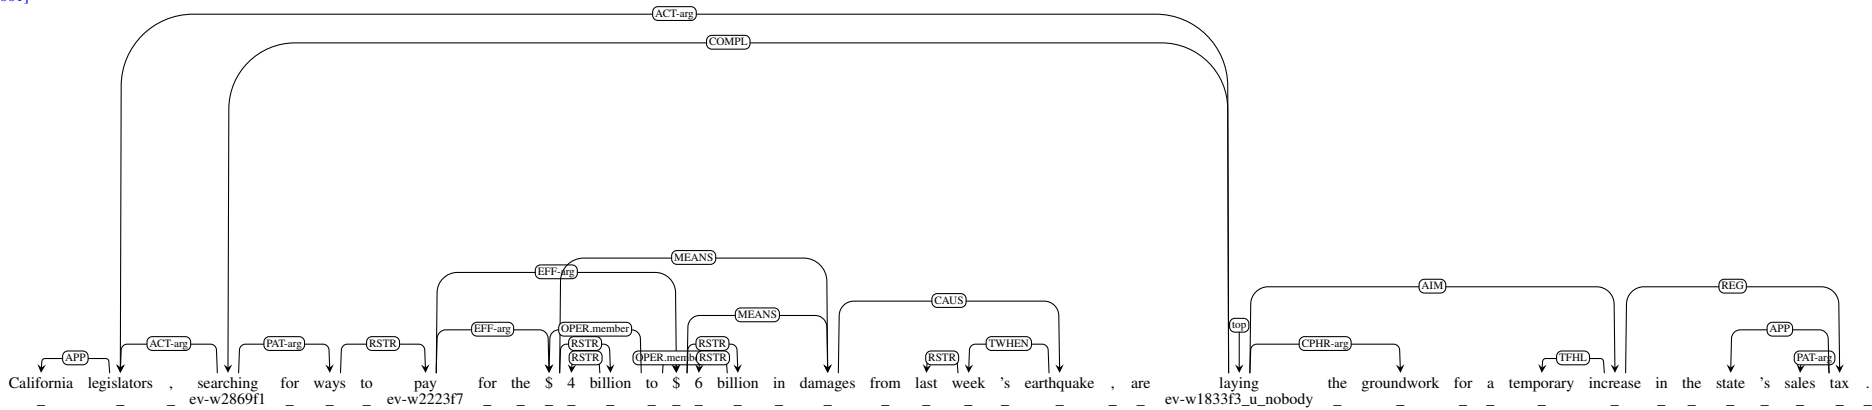 ACT-arg
COMPL
MEANS
EFF-arg
AIM
REG
CAUS
MEANS
top
EFF-arg OPER.member APP
ACT-arg PAT-arg RSTR RSTR RSTR TWHEN CPHR-arg
APP RSTR RSTR RSTR TFHL PAT-arg
California legislators , searching for ways to pay for the $ 4 billion to $ 6 billion in damages from last week 's earthquake , are laying the groundwork for a temporary increase in the state 's sales tax .
_ _ _ ev-w2869f1 _ _ _ ev-w2223f7 _ _ _ _ _ _ _ _ _ _ _ _ _ _ _ _ _ _ ev-w1833f3_u_nobody _ _ _ _ _ _ _ _ _ _ _ _ _